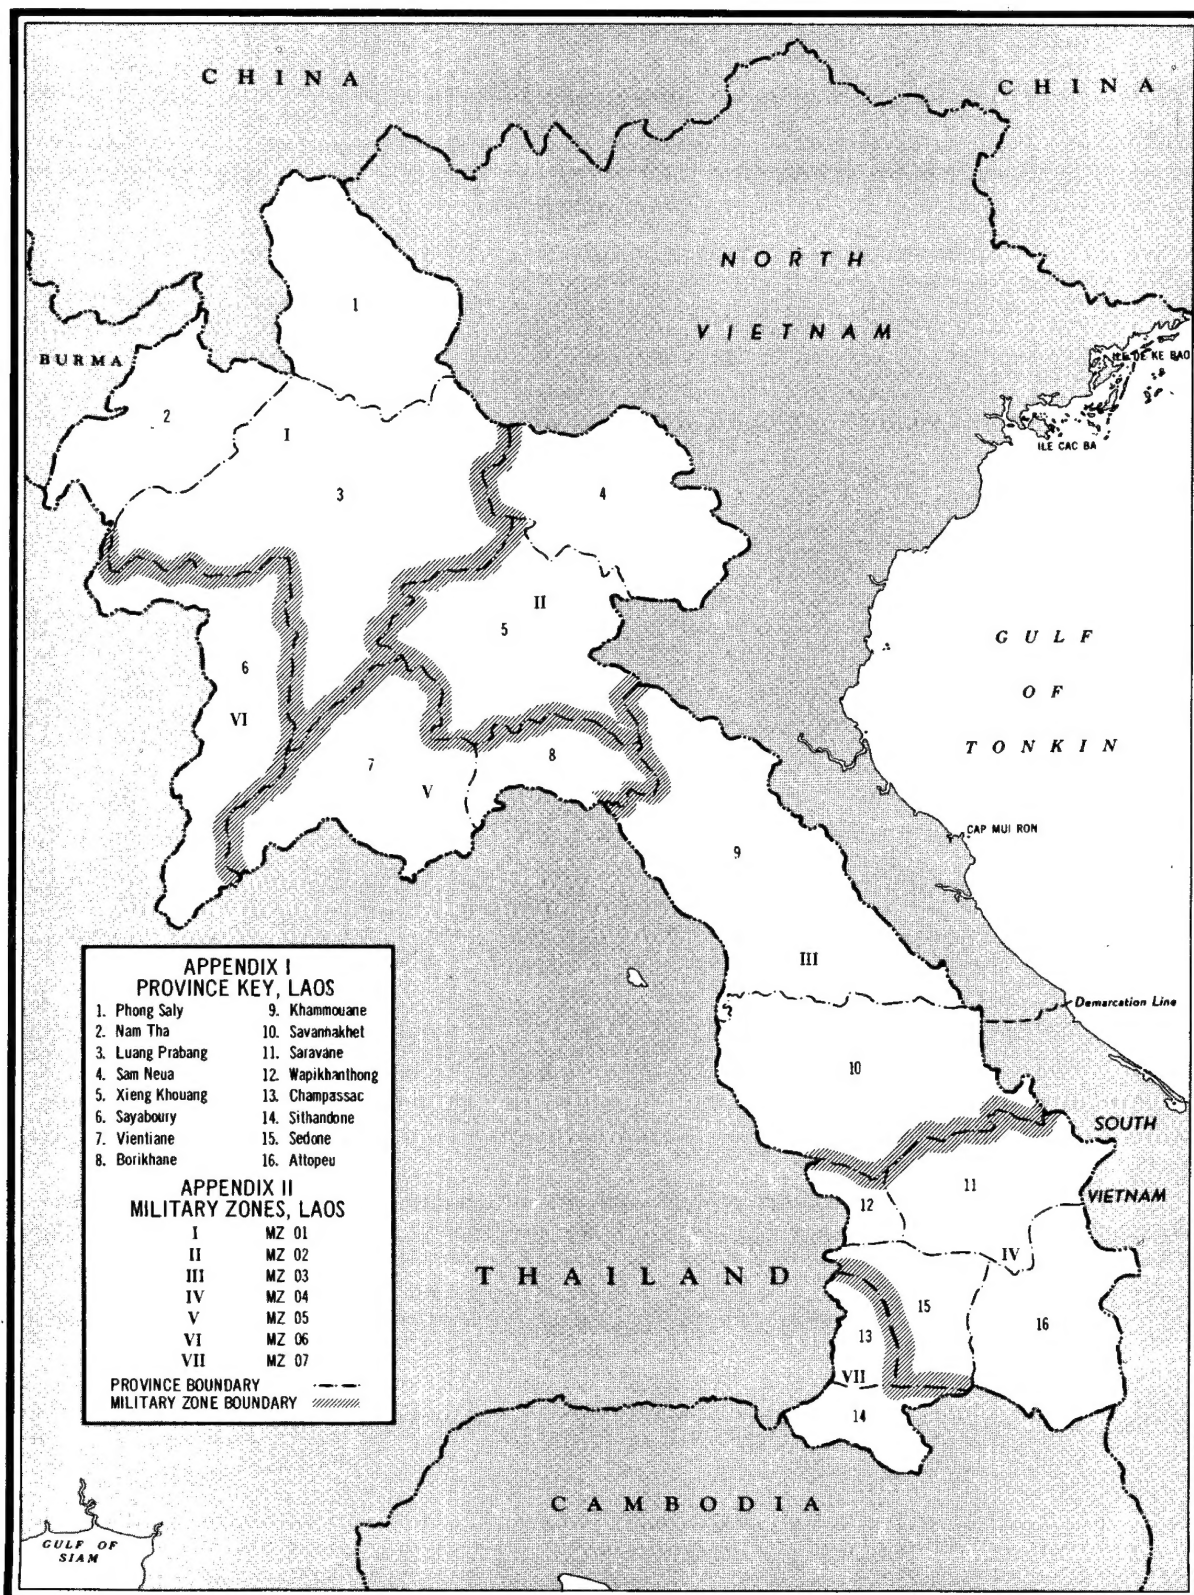 CHINA
CHINA
NORTH
VIETNAM
1
BURMA
ILE DE KE BAO
2
I
ILE CAC BA
3
4
II
5
GULF
OF
TONKIN
6
VI
7
8
V
CAP MUI RON
9
III
APPENDIX I
PROVINCE KEY, LAOS
1. Phong Saly
2. Nam Tha
3. Luang Prabang
4. Sam Neua
5. Xieng Khouang
6. Sayaboury
7. Vientiane
8. Borikhane
9. Khammouane
10. Savannakhet
11. Saravane
12. Wapikhanthong
13. Champassac
14. Sithandone
15. Sedone
16. Attopeu
APPENDIX II
MILITARY ZONES, LAOS
I MZ 01
II MZ 02
III MZ 03
IV MZ 04
V MZ 05
VI MZ 06
VII MZ 07
PROVINCE BOUNDARY
MILITARY ZONE BOUNDARY
Demarcation Line
10
SOUTH
VIETNAM
11
12
IV
THAILAND
15
13
16
VII
14
CAMBODIA
GULF OF
SIAM